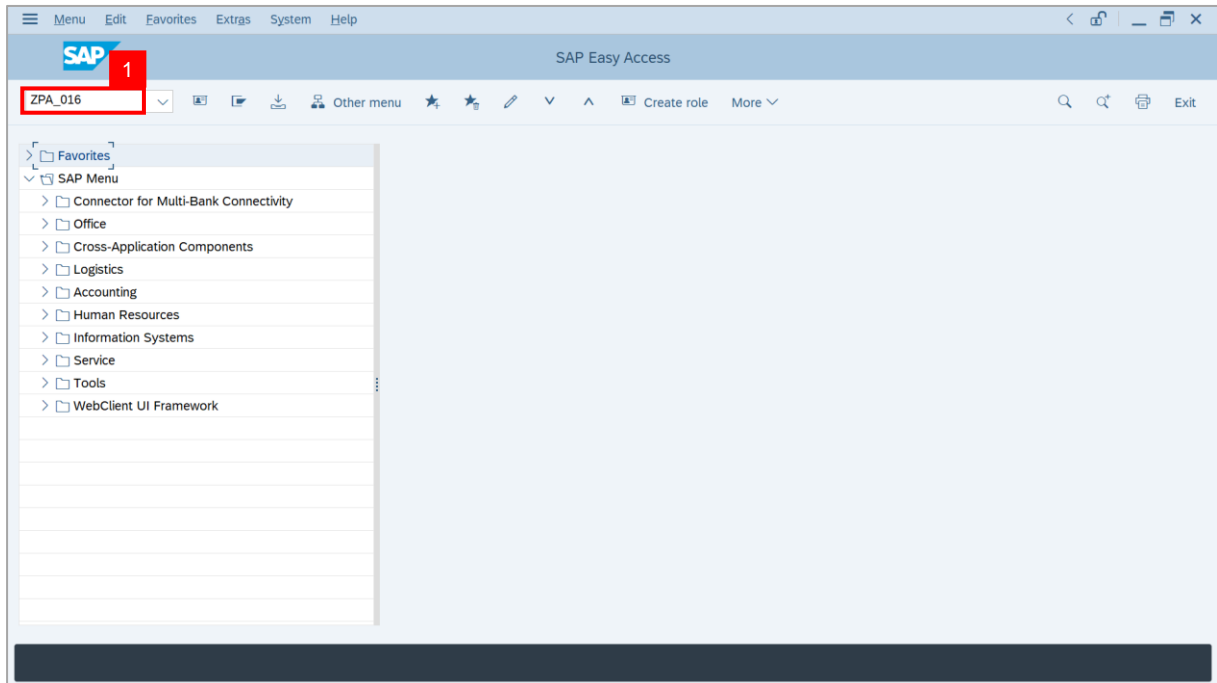 Menu Edit Favorites Extras System Help
SAP
SAP Easy Access
1
ZPA_016 Other menu Create role More Exit
Favorites
SAP Menu
Connector for Multi-Bank Connectivity
Office
Cross-Application Components
Logistics
Accounting
Human Resources
Information Systems
Service
Tools
WebClient UI Framework